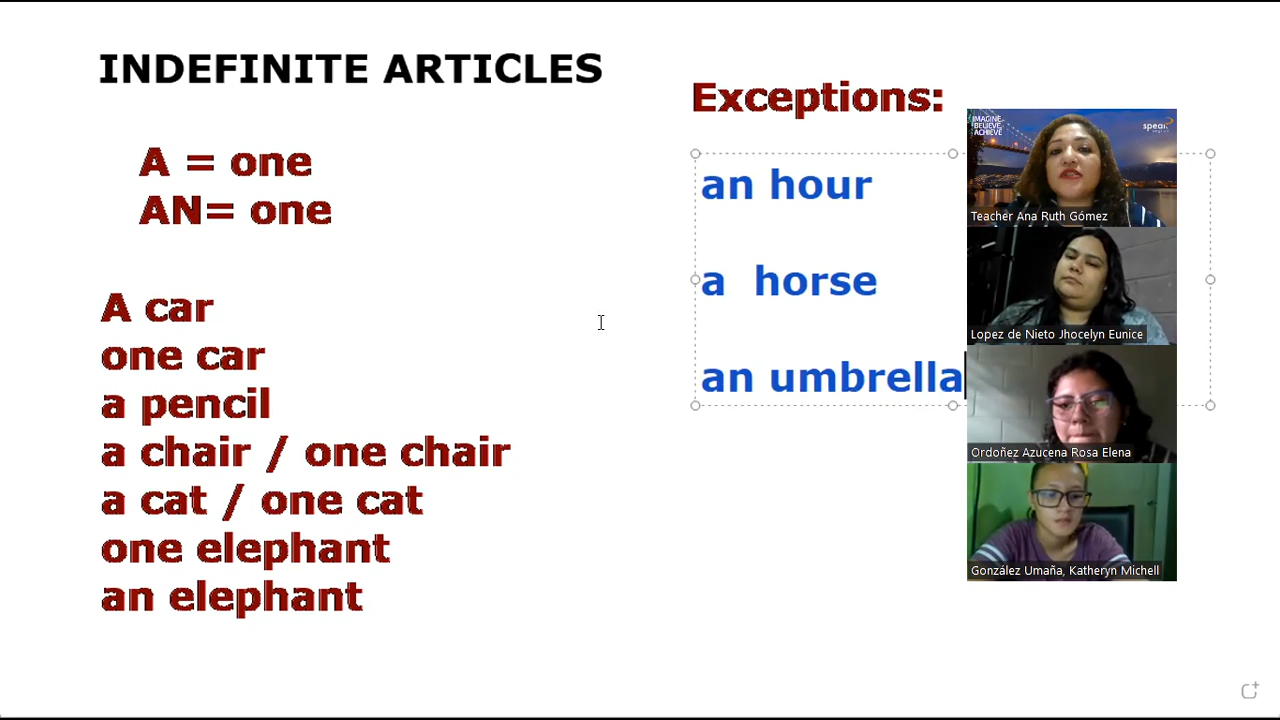 INDEFINITE ARTICLES
A = one
AN= one
A car
one car
a pencil
a chair / one chair
a cat / one cat
one elephant
an elephant
Exceptions:
an hour
a  horse
an umbrella
IMAGINE
BELIEVE
ACHIEVE
Teacher Ana Ruth Gómez
Lopez de Nieto Jhocelyn Eunice
Ordoñez Azucena Rosa Elena
González Umaña, Katheryn Michell